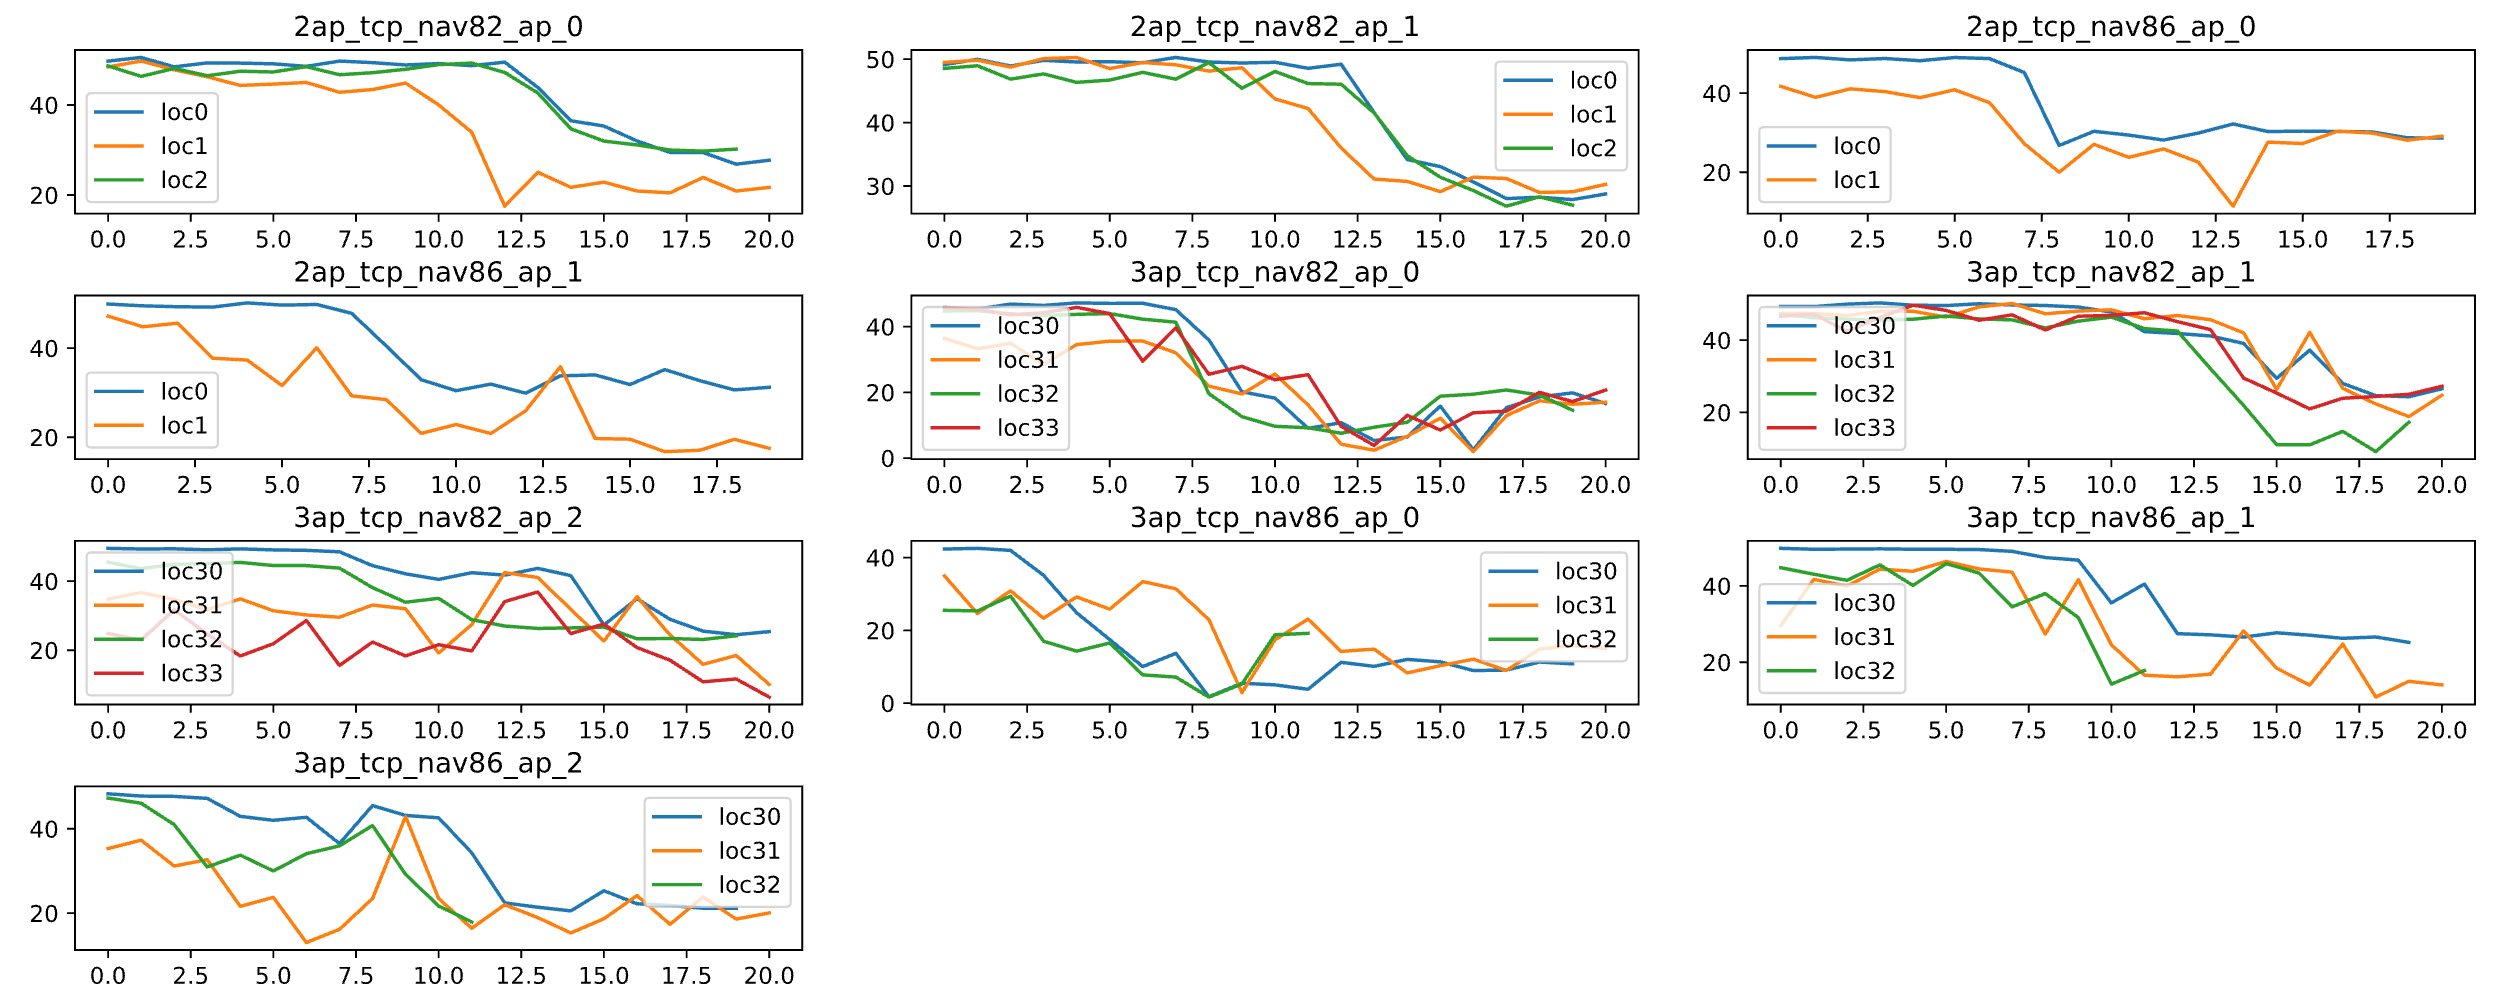 2ap_tcp_nav82_ap_0
40
20
loc0
loc1
loc2
0.0 2.5 5.0 7.5 10.0 12.5 15.0 17.5 20.0
2ap_tcp_nav82_ap_1
50
40
30
loc0
loc1
loc2
0.0 2.5 5.0 7.5 10.0 12.5 15.0 17.5 20.0
2ap_tcp_nav86_ap_0
40
20
loc0
loc1
0.0 2.5 5.0 7.5 10.0 12.5 15.0 17.5
2ap_tcp_nav86_ap_1
40
20
loc0
loc1
0.0 2.5 5.0 7.5 10.0 12.5 15.0 17.5
3ap_tcp_nav82_ap_0
40
20
0
loc30
loc31
loc32
loc33
0.0 2.5 5.0 7.5 10.0 12.5 15.0 17.5 20.0
3ap_tcp_nav82_ap_1
40
20
loc30
loc31
loc32
loc33
0.0 2.5 5.0 7.5 10.0 12.5 15.0 17.5 20.0
3ap_tcp_nav82_ap_2
40
20
loc30
loc31
loc32
loc33
0.0 2.5 5.0 7.5 10.0 12.5 15.0 17.5 20.0
3ap_tcp_nav86_ap_0
40
20
0
loc30
loc31
loc32
0.0 2.5 5.0 7.5 10.0 12.5 15.0 17.5 20.0
3ap_tcp_nav86_ap_1
40
20
loc30
loc31
loc32
0.0 2.5 5.0 7.5 10.0 12.5 15.0 17.5 20.0
3ap_tcp_nav86_ap_2
40
20
loc30
loc31
loc32
0.0 2.5 5.0 7.5 10.0 12.5 15.0 17.5 20.0